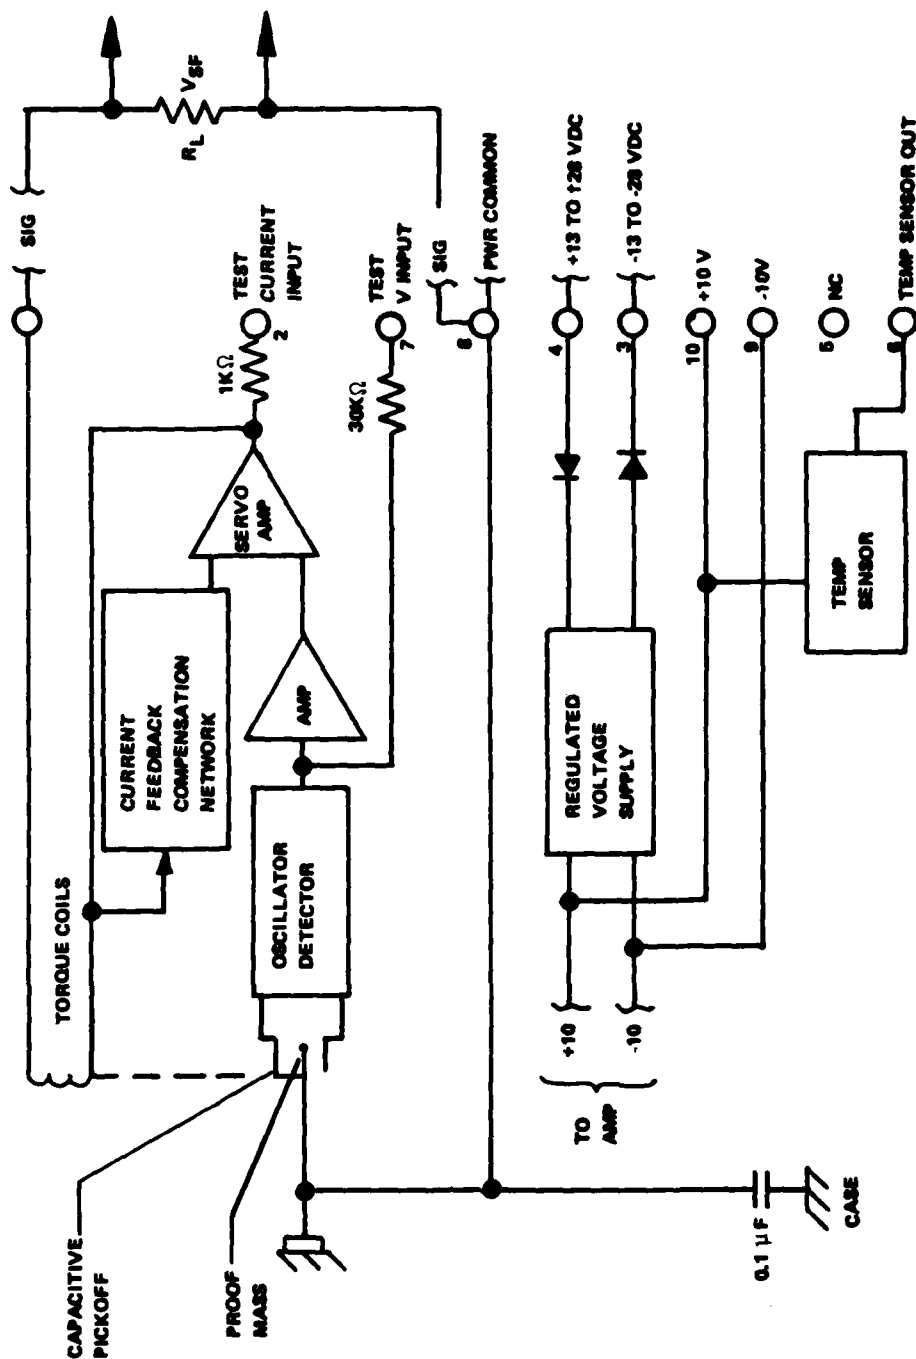 CAPACITIVE
PICKOFF
PROOF
MASS
TORQUE COILS
CURRENT
FEEDBACK
COMPENSATION
NETWORK
OSCILLATOR
DETECTOR
AMP
SERVO
AMP
1KΩ
30KΩ
SIG
2
TEST
CURRENT
INPUT
7
TEST
V INPUT
R_L
V_SF
SIG
8
PWR COMMON
TO
AMP
+10
-10
REGULATED
VOLTAGE
SUPPLY
4
+13 TO +28 VDC
3
-13 TO -28 VDC
10
+10 V
9
-10V
5
NC
TEMP
SENSOR
6
TEMP SENSOR OUT
0.1 µF
CASE